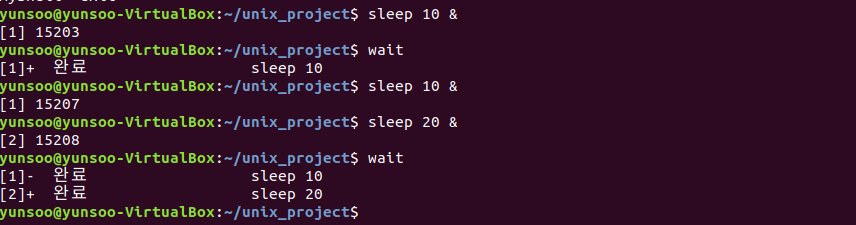 yunsoo@yunsoo-VirtualBox:~/unix_project$ sleep 10 &
[1] 15203
yunsoo@yunsoo-VirtualBox:~/unix_project$ wait
[1]+  완료                  sleep 10
yunsoo@yunsoo-VirtualBox:~/unix_project$ sleep 10 &
[1] 15207
yunsoo@yunsoo-VirtualBox:~/unix_project$ sleep 20 &
[2] 15208
yunsoo@yunsoo-VirtualBox:~/unix_project$ wait
[1]-  완료                  sleep 10
[2]+  완료                  sleep 20
yunsoo@yunsoo-VirtualBox:~/unix_project$